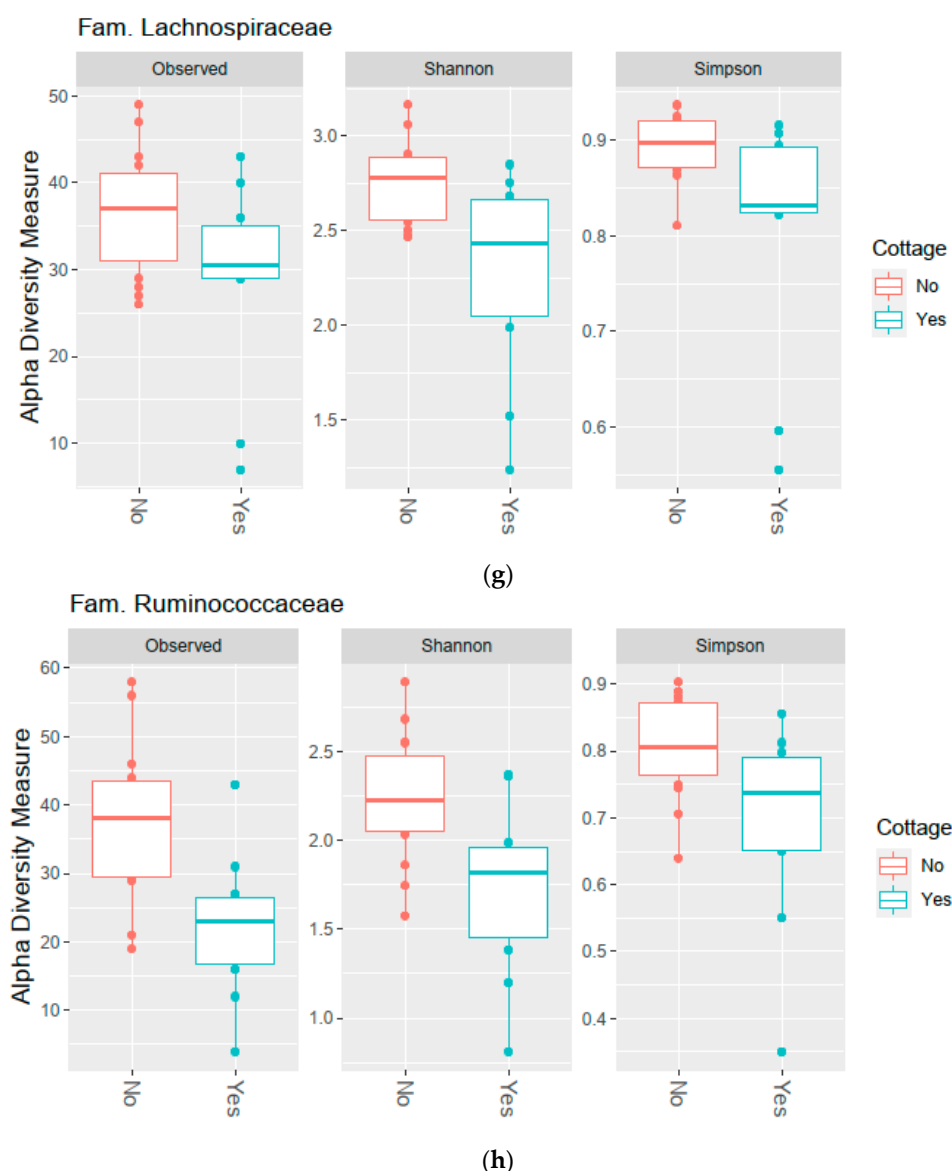 Fam. Lachnospiraceae
Observed Shannon Simpson
Alpha Diversity Measure
50
40
30
20
10
3.0
2.5
2.0
1.5
0.9
0.8
0.7
0.6
No Yes No Yes No Yes
Cottage
No
Yes
(g)
Fam. Ruminococcaceae
Observed Shannon Simpson
Alpha Diversity Measure
60
50
40
30
20
10
2.5
2.0
1.5
1.0
0.9
0.8
0.7
0.6
0.5
0.4
No Yes No Yes No Yes
Cottage
No
Yes
(h)